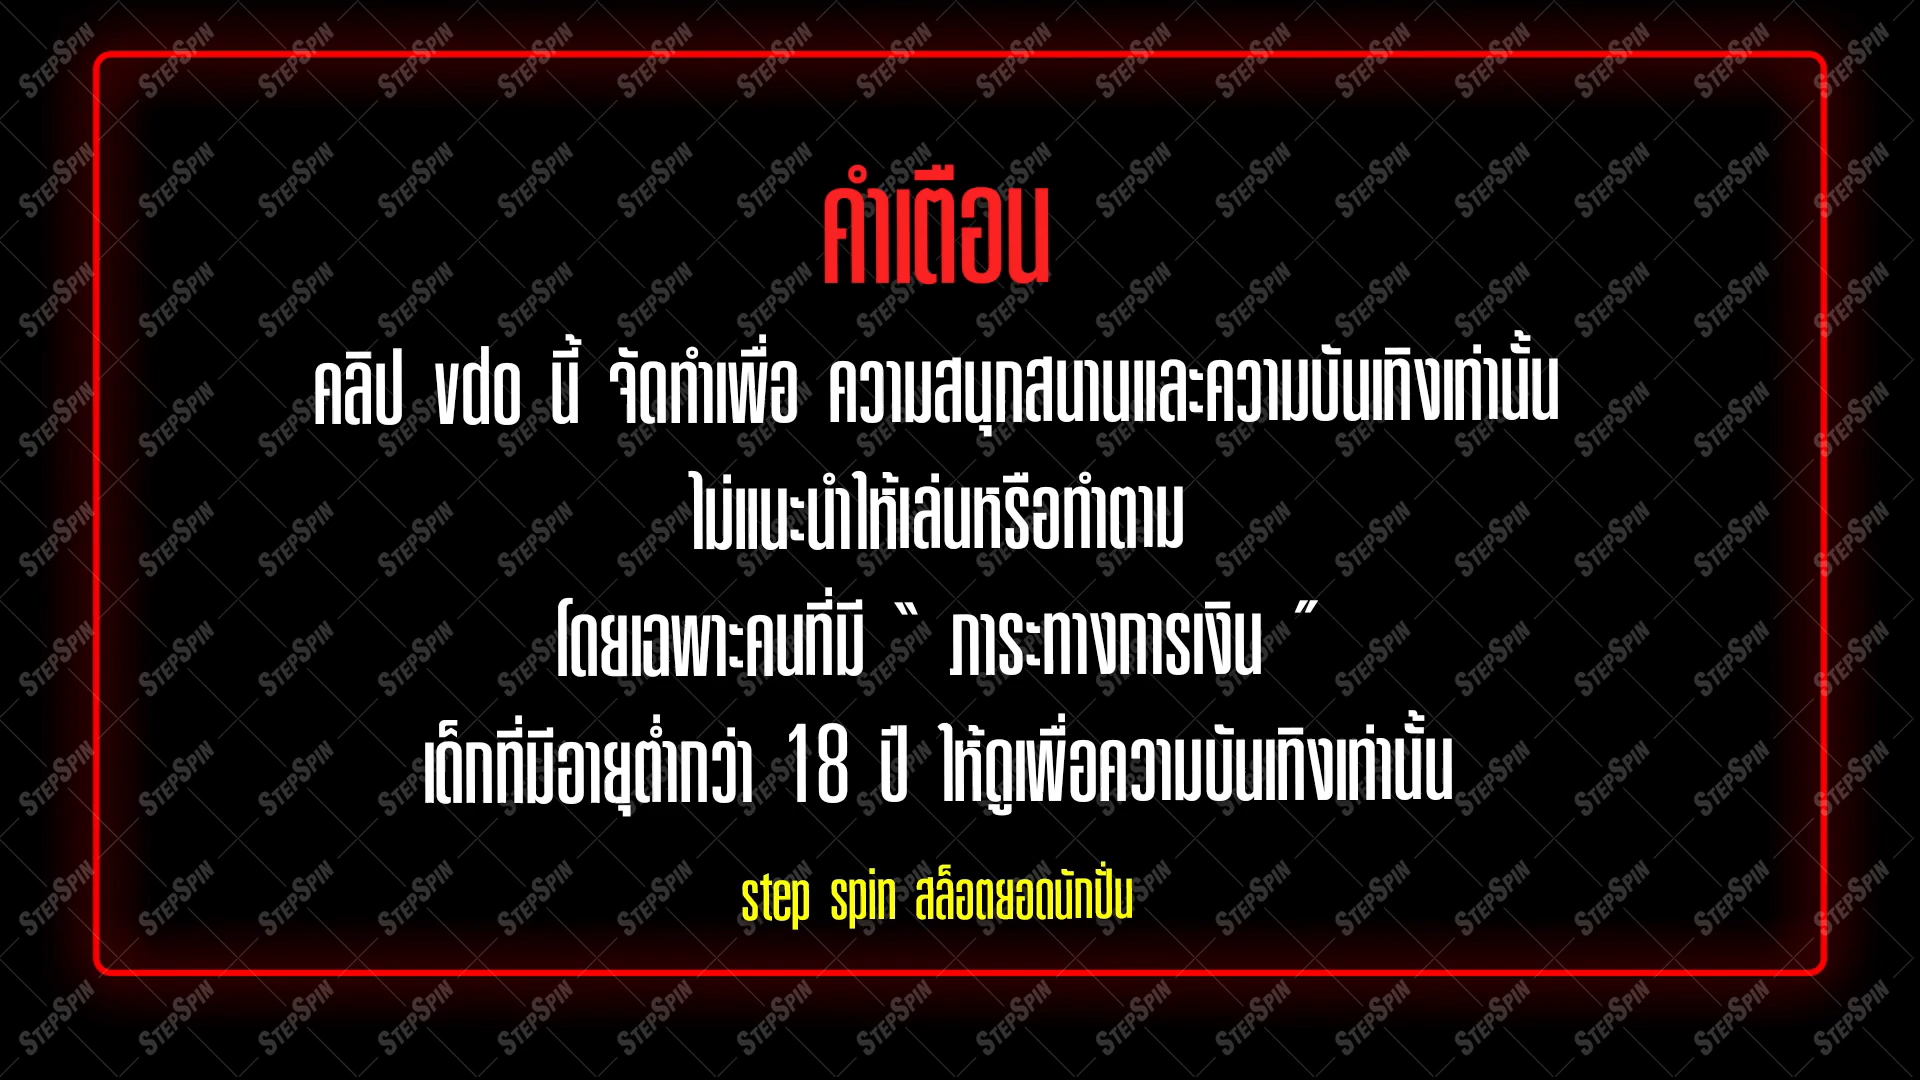 คำเตือน
คลิป vdo นี้ จัดทำเพื่อ ความสนุกสนานและความบันเทิงเท่านั้น
ไม่แนะนำให้เล่นหรือทำตาม
โดยเฉพาะคนที่มี “ ภาระทางการเงิน ”
เด็กที่มีอายุต่ำกว่า 18 ปี ให้ดูเพื่อความบันเทิงเท่านั้น
step spin สล็อตยอดนักปั่น